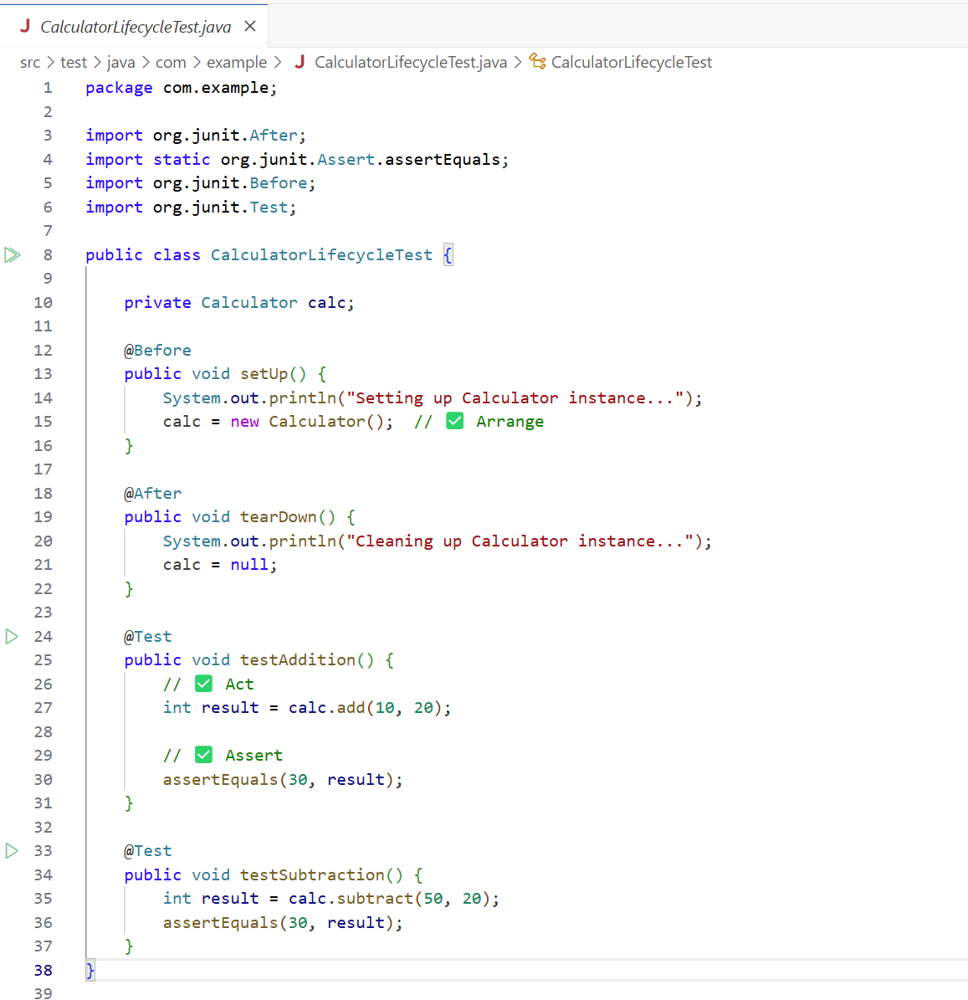 J CalculatorLifecycleTest.java ×
src > test > java > com > example > J CalculatorLifecycleTest.java > CalculatorLifecycleTest
1 package com.example;
2
3 import org.junit.After;
4 import static org.junit.Assert.assertEquals;
5 import org.junit.Before;
6 import org.junit.Test;
7
8 public class CalculatorLifecycleTest {
9
10     private Calculator calc;
11
12     @Before
13     public void setUp() {
14         System.out.println("Setting up Calculator instance...");
15         calc = new Calculator();  // ✅ Arrange
16     }
17
18     @After
19     public void tearDown() {
20         System.out.println("Cleaning up Calculator instance...");
21         calc = null;
22     }
23
24     @Test
25     public void testAddition() {
26         // ✅ Act
27         int result = calc.add(10, 20);
28
29         // ✅ Assert
30         assertEquals(30, result);
31     }
32
33     @Test
34     public void testSubtraction() {
35         int result = calc.subtract(50, 20);
36         assertEquals(30, result);
37     }
38 }
39